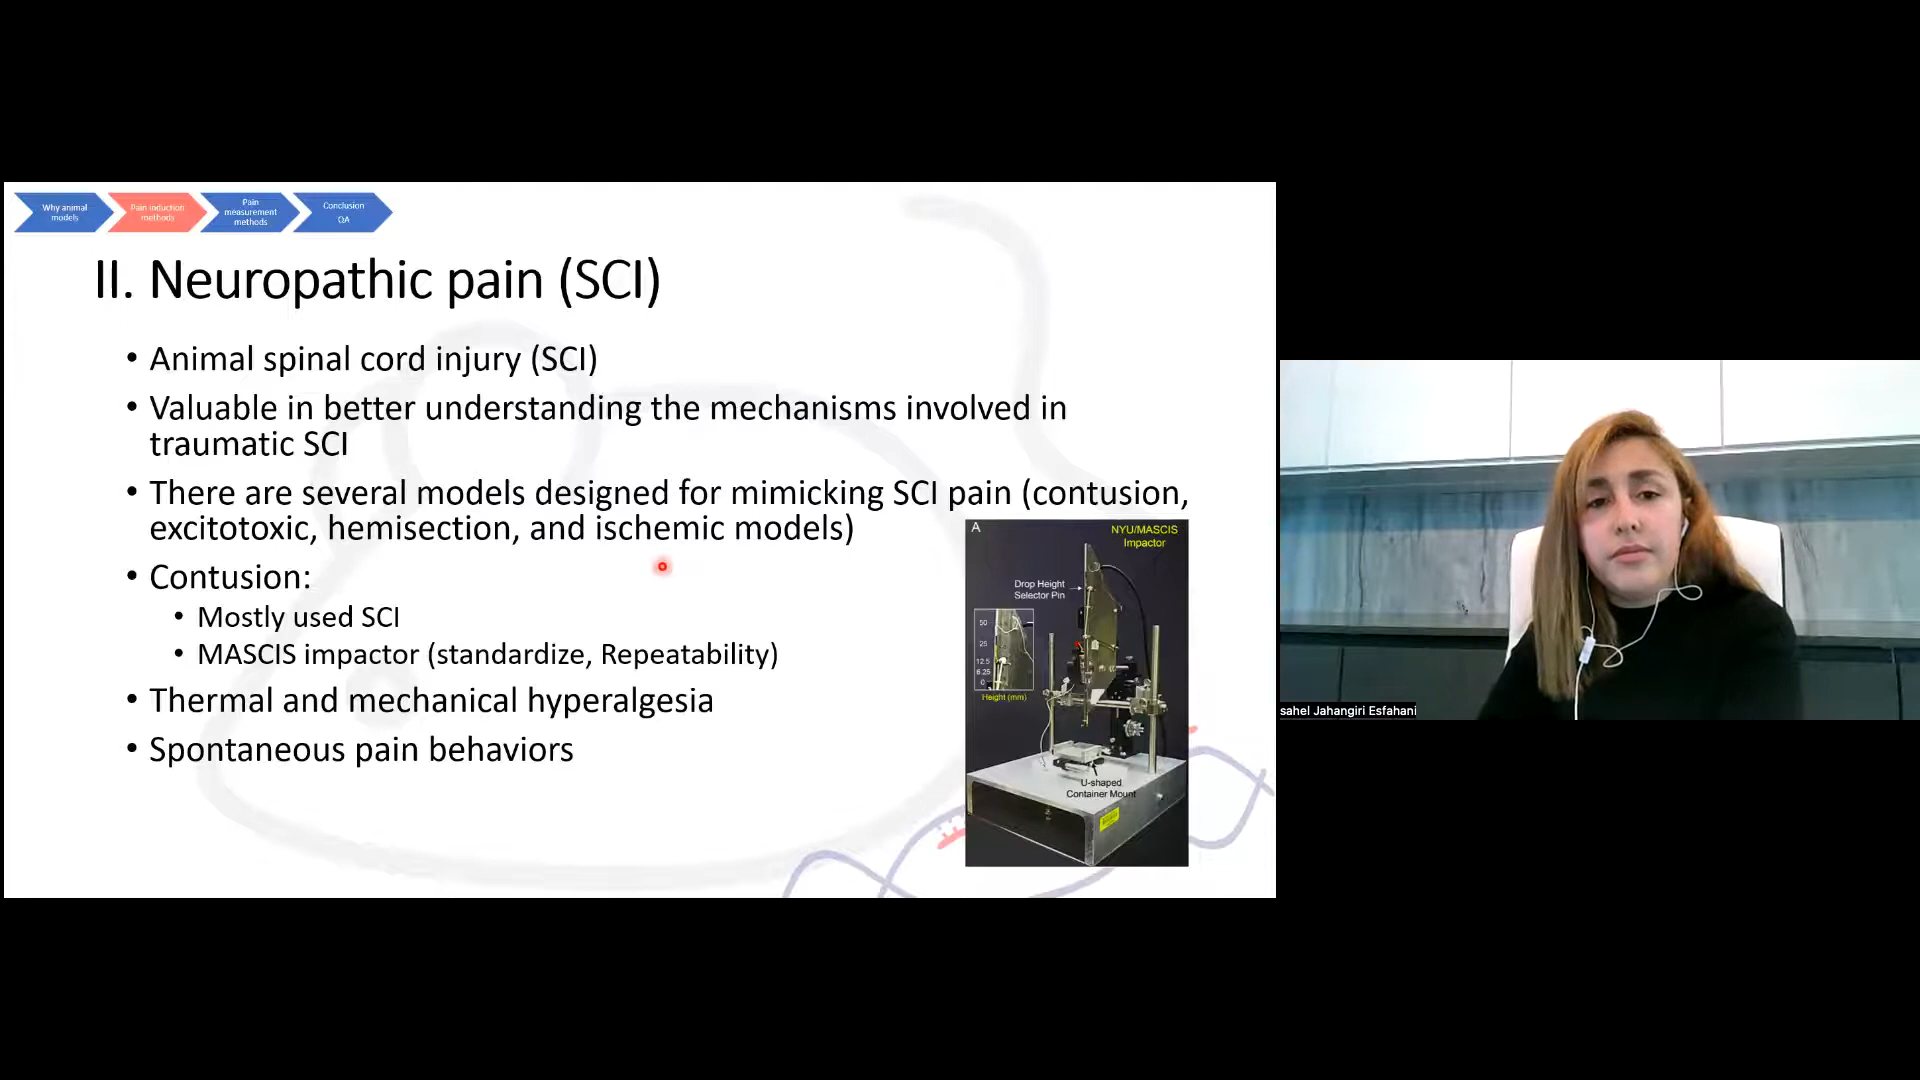 Why animal
models
Pain induction
methods
Pain
measurement
methods
Conclusion
QA
II. Neuropathic pain (SCI)
• Animal spinal cord injury (SCI)
• Valuable in better understanding the mechanisms involved in
traumatic SCI
• There are several models designed for mimicking SCI pain (contusion,
excitotoxic, hemisection, and ischemic models)
• Contusion:
• Mostly used SCI
• MASCIS impactor (standardize, Repeatability)
• Thermal and mechanical hyperalgesia
• Spontaneous pain behaviors
A
NYU/MASCIS
Impactor
Drop Height
Selector Pin
50
25
12.5
6.25
0
Height (mm)
U-shaped
Container Mount
sahel Jahangiri Esfahani